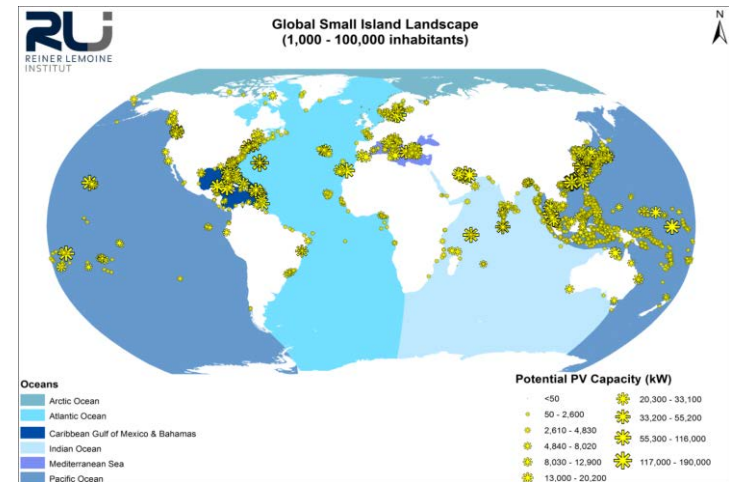 RLI
REINER LEMOINE
INSTITUT
Global Small Island Landscape
(1,000 - 100,000 inhabitants)
N
Oceans
Arctic Ocean
Atlantic Ocean
Caribbean Gulf of Mexico & Bahamas
Indian Ocean
Mediterranean Sea
Pacific Ocean
Potential PV Capacity (kW)
<50
50 - 2,600
2,610 - 4,830
4,840 - 8,020
8,030 - 12,900
13,000 - 20,200
20,300 - 33,100
33,200 - 55,200
55,300 - 116,000
117,000 - 190,000